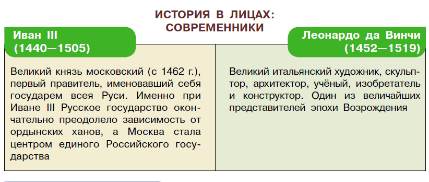 ИСТОРИЯ В ЛИЦАХ:
СОВРЕМЕННИКИ
Иван III
(1440—1505)
Великий князь московский (с 1462 г.),
первый правитель, именовавший себя
государем всея Руси. Именно при
Иване III Русское государство окон-
чательно преодолело зависимость от
ордынских ханов, а Москва стала
центром единого Российского госу-
дарства
Леонардо да Винчи
(1452—1519)
Великий итальянский художник, скульп-
тор, архитектор, учёный, изобретатель
и конструктор. Один из величайших
представителей эпохи Возрождения